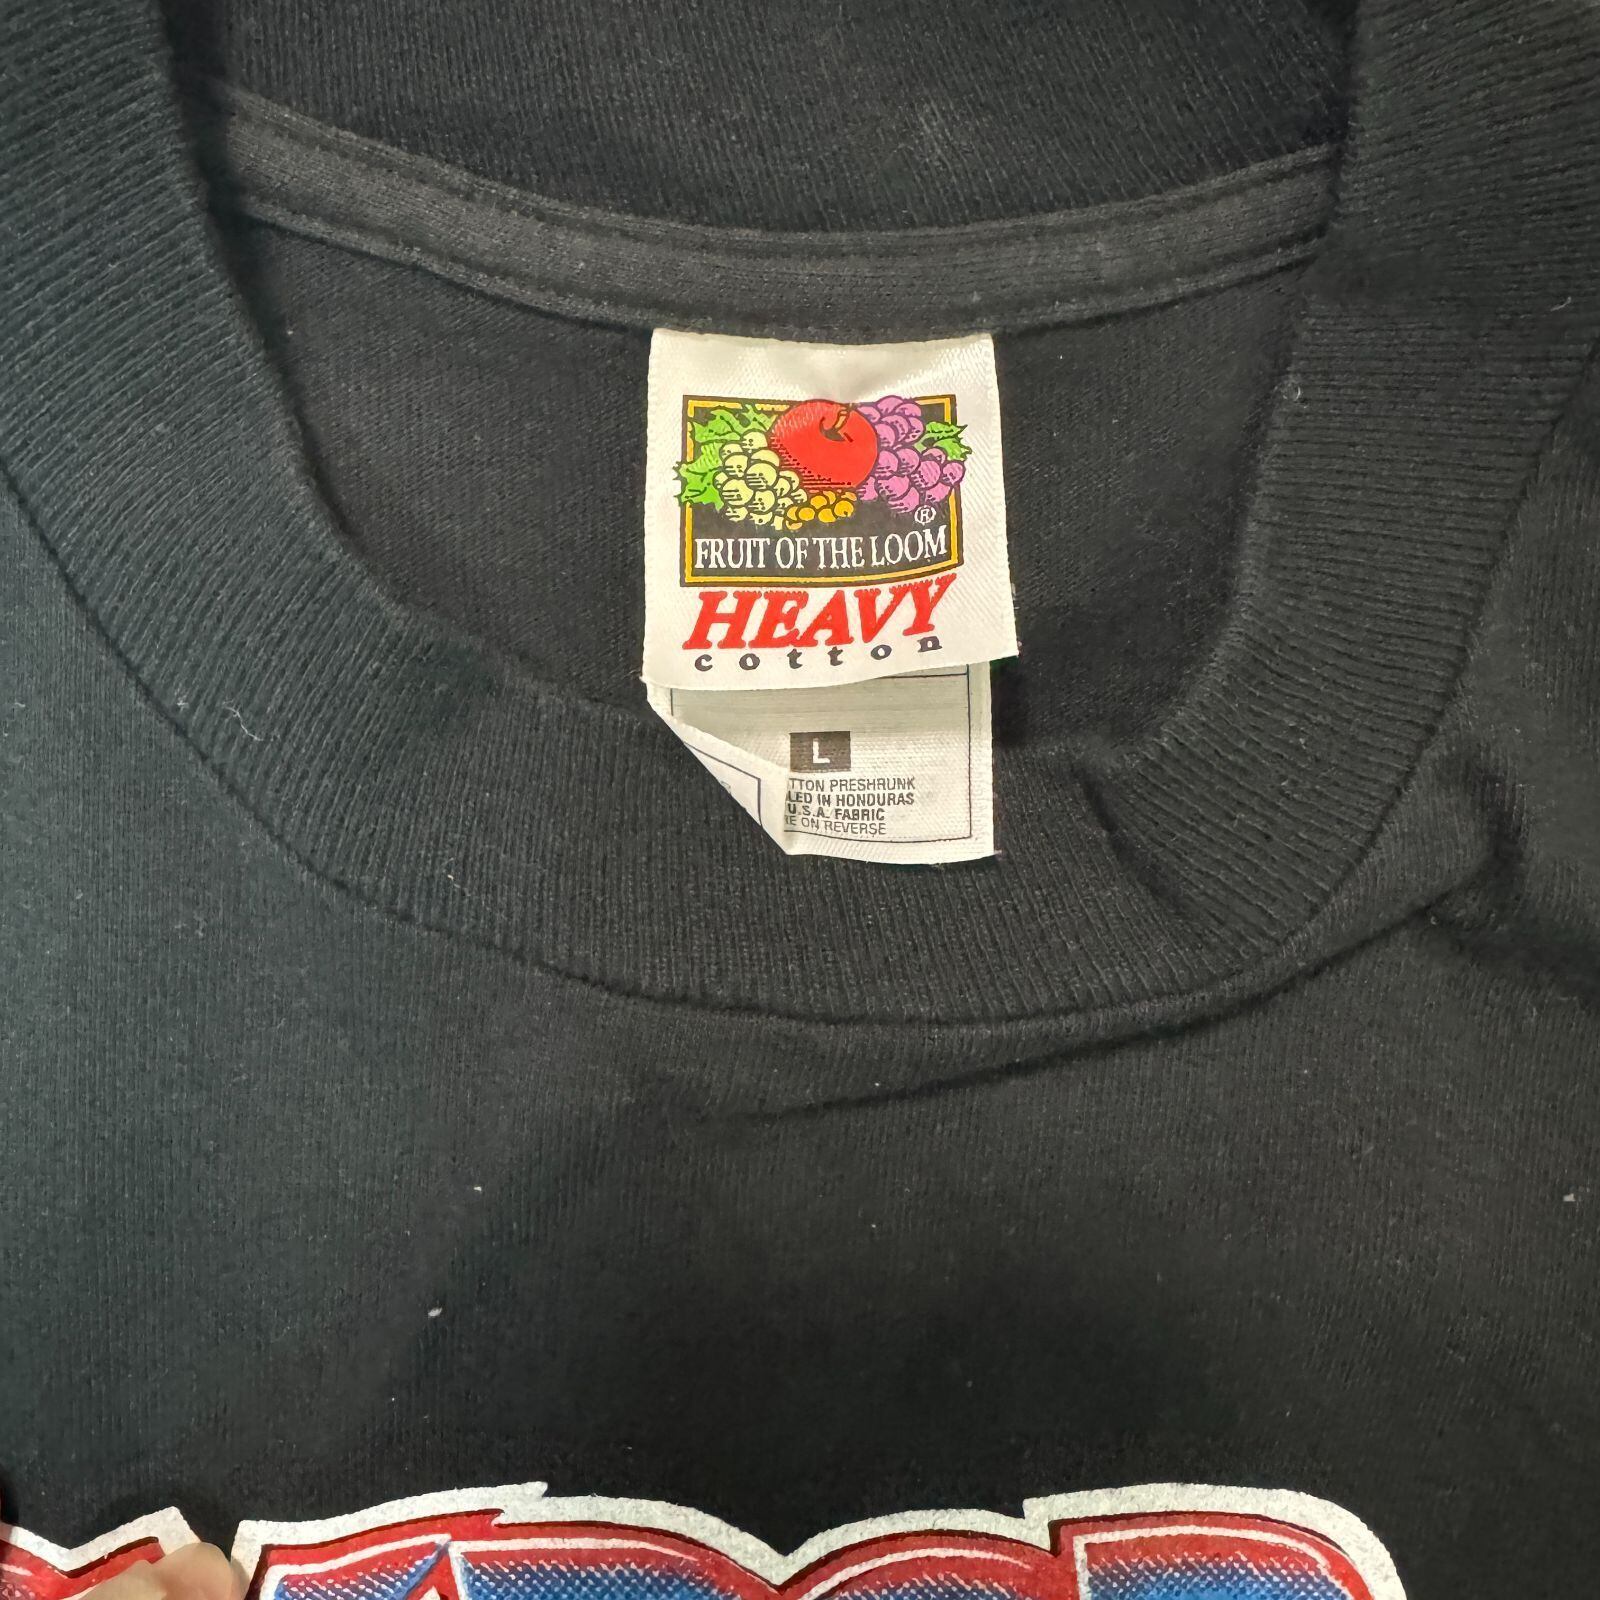 ®
FRUIT OF THE LOOM
HEAVY
cotton
L
TTON PRESHRUNK
LED IN HONDURAS
U.S.A. FABRIC
RE ON REVERSE